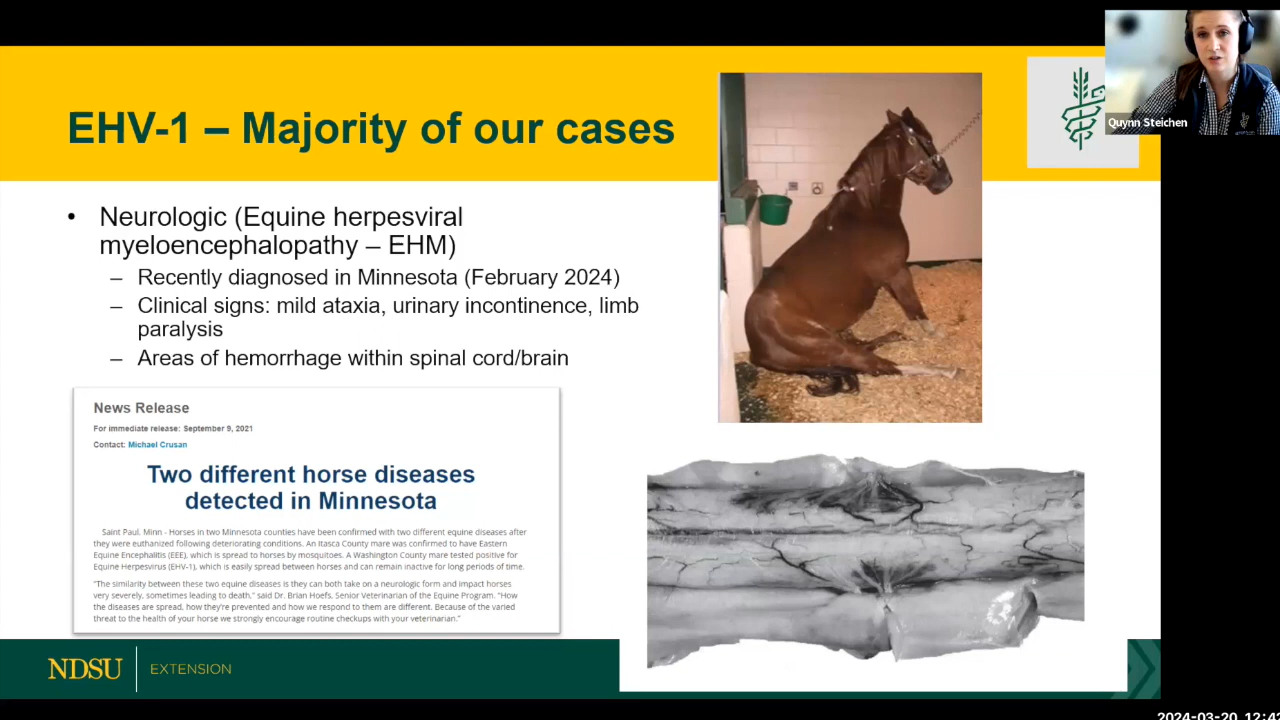 EHV-1 – Majority of our cases
Quynn Steichen
• Neurologic (Equine herpesviral
myeloencephalopathy – EHM)
– Recently diagnosed in Minnesota (February 2024)
– Clinical signs: mild ataxia, urinary incontinence, limb
paralysis
– Areas of hemorrhage within spinal cord/brain
News Release
For immediate release: September 9, 2021
Contact: Michael Crusan
Two different horse diseases
detected in Minnesota
Saint Paul, Minn - Horses in two Minnesota counties have been confirmed with two different equine diseases after
they were euthanized following deteriorating conditions. An Itasca County mare was confirmed to have Eastern
Equine Encephalitis (EEE), which is spread to horses by mosquitoes. A Washington County mare tested positive for
Equine Herpesvirus (EHV-1), which is easily spread between horses and can remain inactive for long periods of time.
"The similarity between these two equine diseases is they can both take on a neurologic form and impact horses
very severely, sometimes leading to death," said Dr. Brian Hoefs, Senior Veterinarian of the Equine Program. "How
the diseases are spread, how they're prevented and how we respond to them are different. Because of the varied
threat to the health of your horse we strongly encourage routine checkups with your veterinarian."
NDSU EXTENSION
2024-03-20 12:4